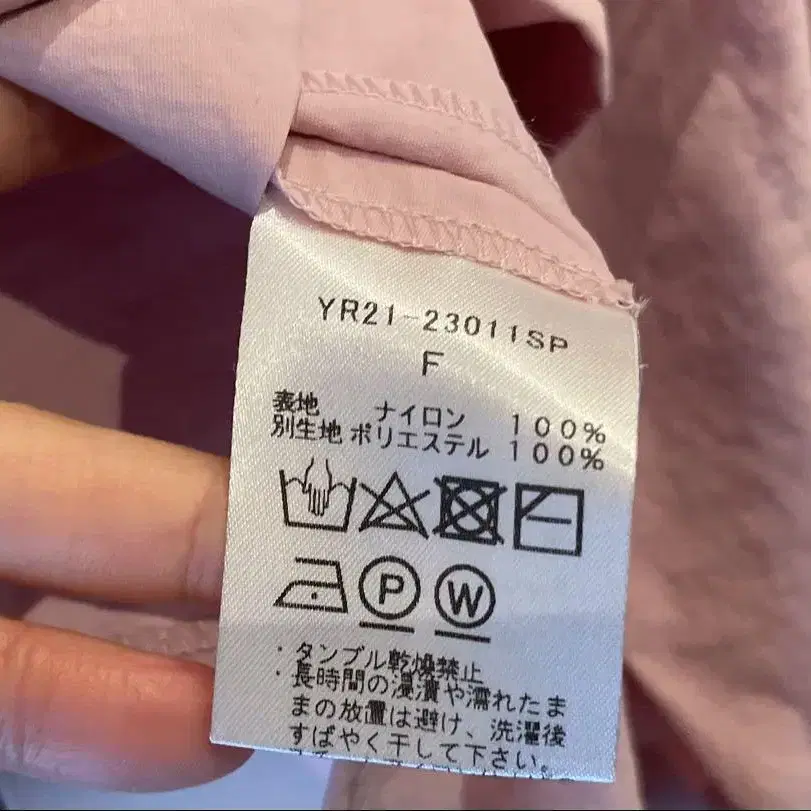 YR21-23011SP
F
表地 ナイロン 100%
別生地 ポリエステル 100%
P W
・タンブル乾燥禁止
・長時間の浸漬や濡れたま
まの放置は避け、洗濯後
すばやく干して下さい。